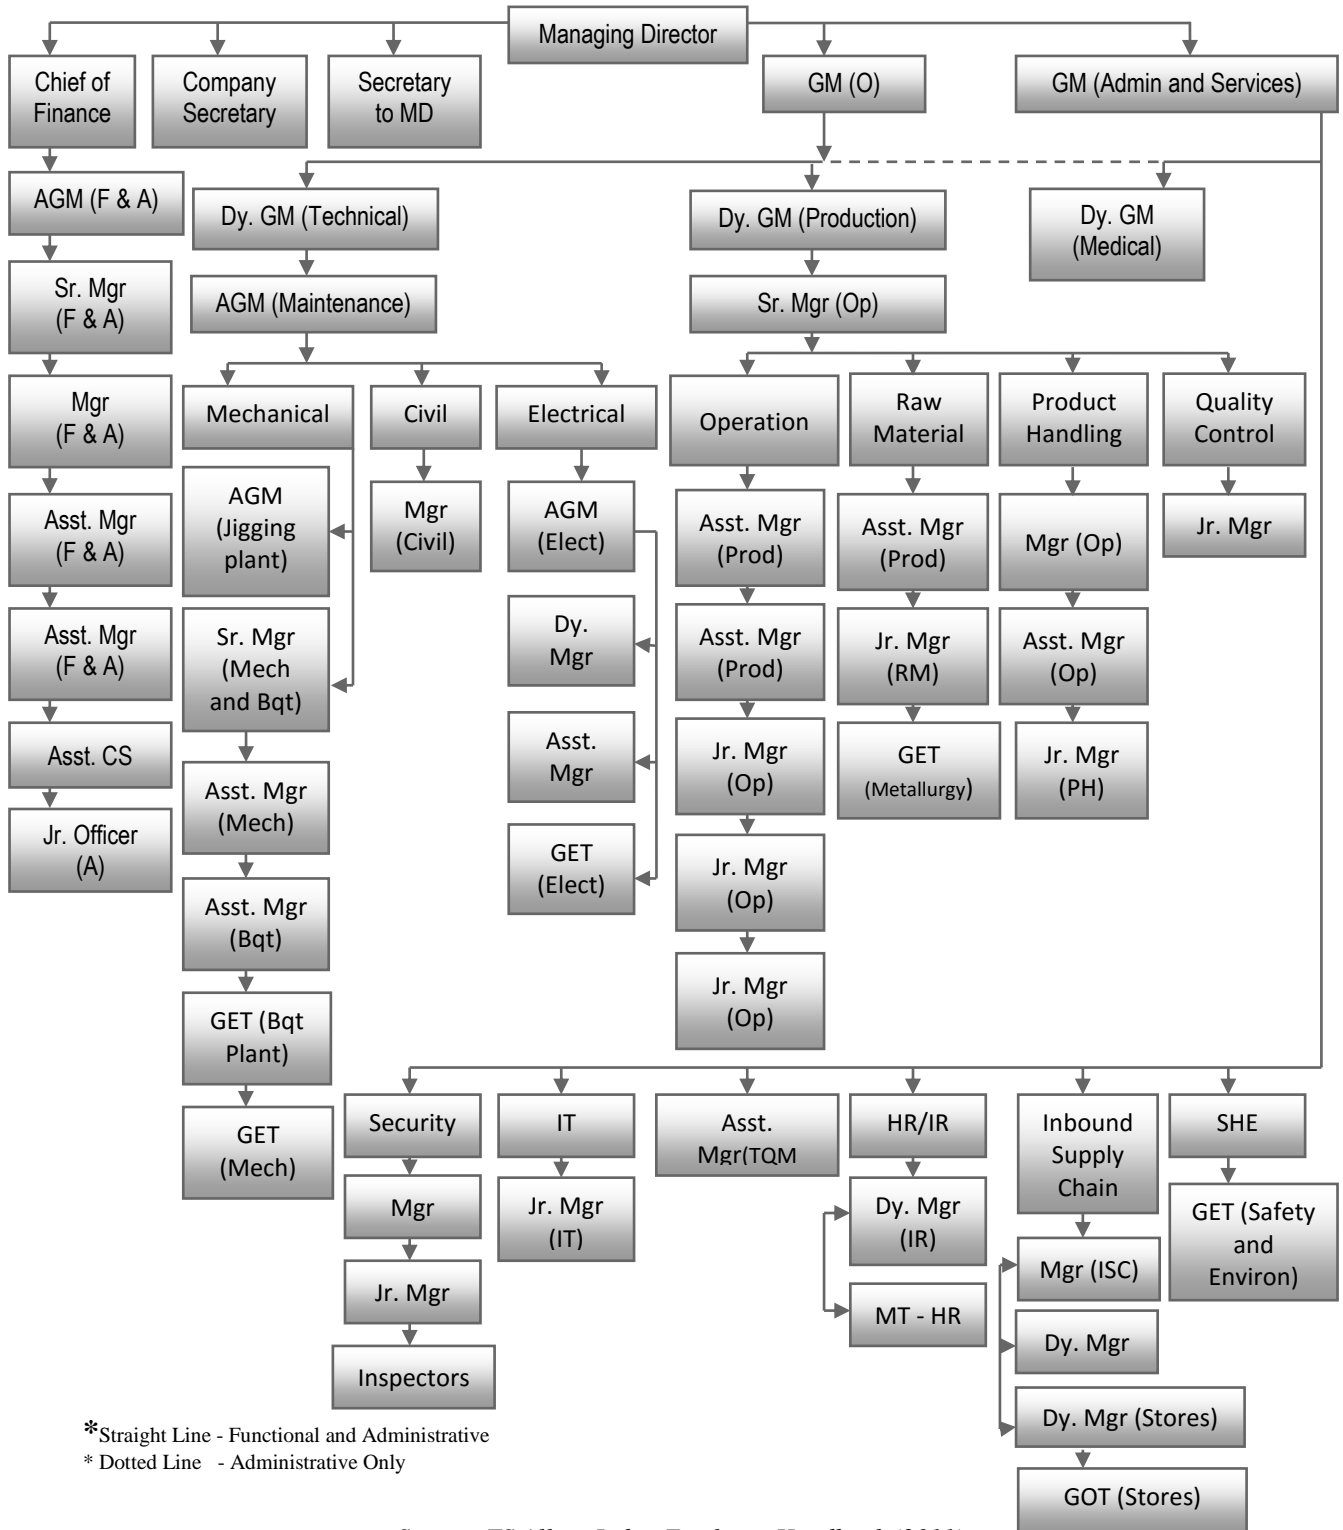 Managing Director
Chief of
Finance
Company
Secretary
Secretary
to MD
GM (O)
GM (Admin and Services)
AGM (F & A)
Dy. GM (Technical)
Dy. GM (Production)
Dy. GM
(Medical)
Sr. Mgr
(F & A)
AGM (Maintenance)
Sr. Mgr (Op)
Mgr
(F & A)
Mechanical
Civil
Electrical
Operation
Raw
Material
Product
Handling
Quality
Control
Asst. Mgr
(F & A)
AGM
(Jigging
plant)
Mgr
(Civil)
AGM
(Elect)
Asst. Mgr
(Prod)
Asst. Mgr
(Prod)
Mgr (Op)
Jr. Mgr
Asst. Mgr
(F & A)
Sr. Mgr
(Mech
and Bqt)
Dy.
Mgr
Asst. Mgr
(Prod)
Jr. Mgr
(RM)
Asst. Mgr
(Op)
Asst. CS
Asst. Mgr
(Mech)
Asst.
Mgr
Jr. Mgr
(Op)
GET
(Metallurgy)
Jr. Mgr
(PH)
Jr. Officer
(A)
Asst. Mgr
(Bqt)
GET
(Elect)
Jr. Mgr
(Op)
Jr. Mgr
(Op)
GET (Bqt
Plant)
GET
(Mech)
Security
IT
Asst.
Mgr(TQM
HR/IR
Inbound
Supply
Chain
SHE
Mgr
Jr. Mgr
(IT)
Dy. Mgr
(IR)
GET (Safety
and
Environ)
Jr. Mgr
Mgr (ISC)
MT - HR
Dy. Mgr
Inspectors
Dy. Mgr (Stores)
GOT (Stores)
*Straight Line - Functional and Administrative
* Dotted Line - Administrative Only